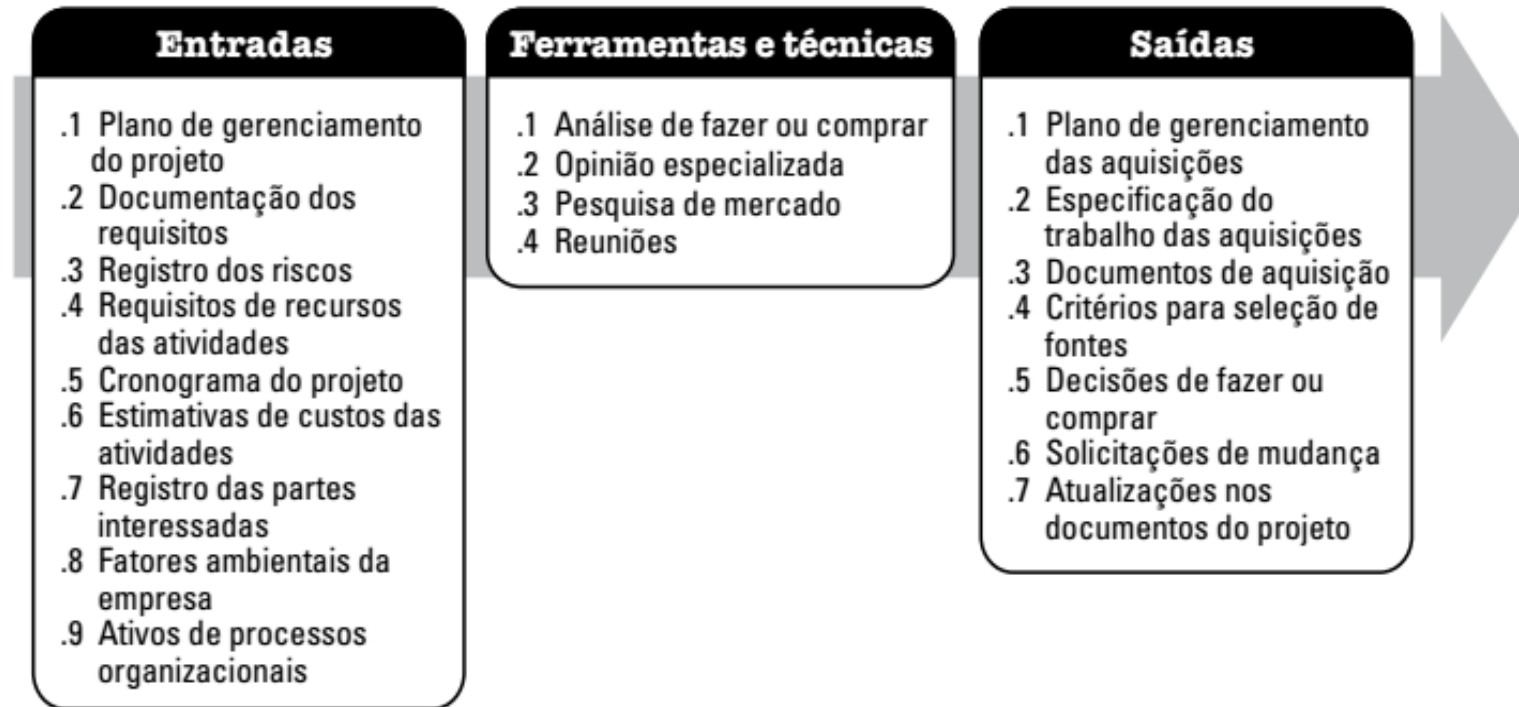 Entradas
.1 Plano de gerenciamento
do projeto
.2 Documentação dos
requisitos
.3 Registro dos riscos
.4 Requisitos de recursos
das atividades
.5 Cronograma do projeto
.6 Estimativas de custos das
atividades
.7 Registro das partes
interessadas
.8 Fatores ambientais da
empresa
.9 Ativos de processos
organizacionais
Ferramentas e técnicas
.1 Análise de fazer ou comprar
.2 Opinião especializada
.3 Pesquisa de mercado
.4 Reuniões
Saídas
.1 Plano de gerenciamento
das aquisições
.2 Especificação do
trabalho das aquisições
.3 Documentos de aquisição
.4 Critérios para seleção de
fontes
.5 Decisões de fazer ou
comprar
.6 Solicitações de mudança
.7 Atualizações nos
documentos do projeto